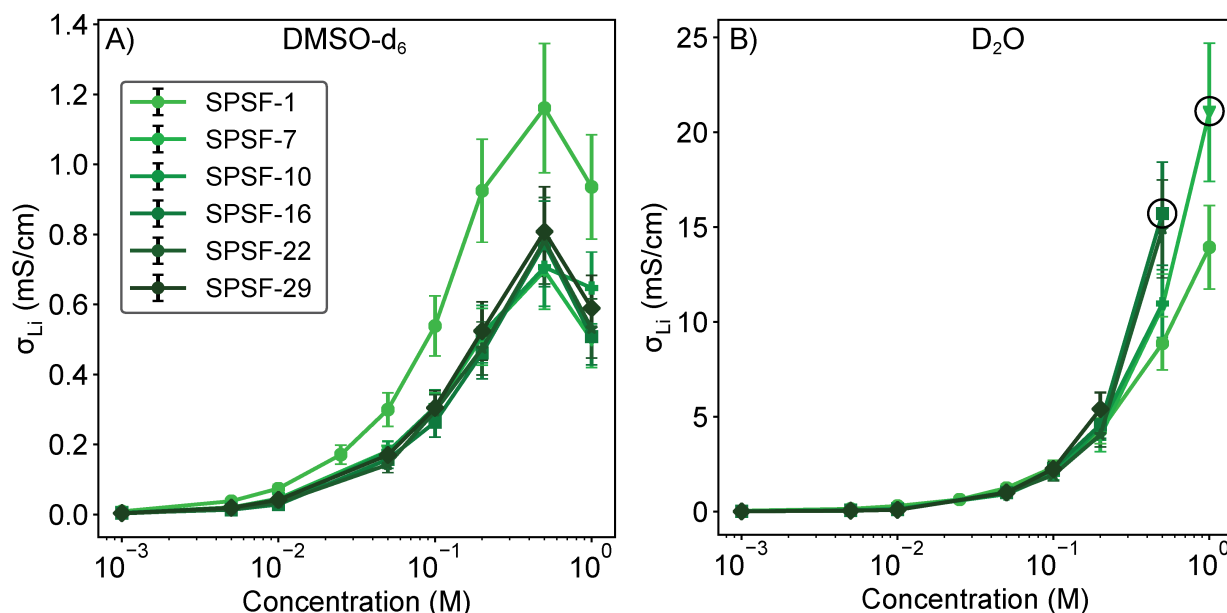 A) DMSO-d₆
1.4
1.2
1.0
0.8
0.6
0.4
0.2
0.0
σLi (mS/cm)
SPSF-1
SPSF-7
SPSF-10
SPSF-16
SPSF-22
SPSF-29
10⁻³ 10⁻² 10⁻¹ 10⁰
Concentration (M)
B) D₂O
25
20
15
10
5
0
σLi (mS/cm)
10⁻³ 10⁻² 10⁻¹ 10⁰
Concentration (M)